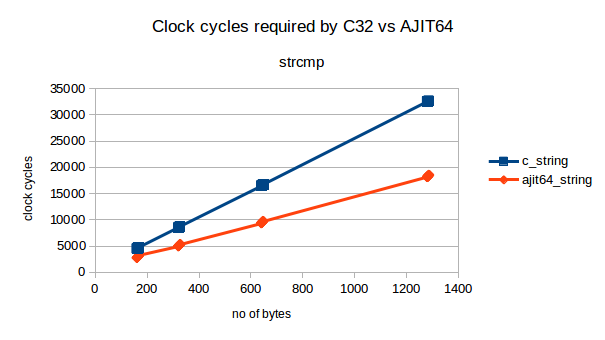 Clock cycles required by C32 vs AJIT64
strcmp
35000
30000
25000
20000
15000
10000
5000
0
0 200 400 600 800 1000 1200 1400
clock cycles
no of bytes
c_string
ajit64_string